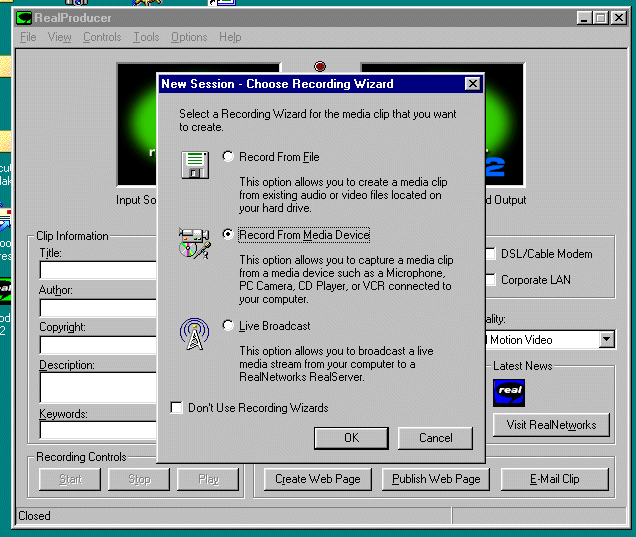 RealProducer
File View Controls Tools Options Help
New Session - Choose Recording Wizard
Select a Recording Wizard for the media clip that you want
to create.
Record From File
This option allows you to create a media clip
from existing audio or video files located on
your hard drive.
Record From Media Device
This option allows you to capture a media clip
from a media device such as a Microphone,
PC Camera, CD Player, or VCR connected to
your computer.
Live Broadcast
This option allows you to broadcast a live
media stream from your computer to a
RealNetworks RealServer.
Don't Use Recording Wizards
OK
Cancel
Input So
d Output
2
Clip Information
Title:
Author:
Copyright:
Description:
Keywords:
DSL/Cable Modem
Corporate LAN
ality:
l Motion Video
Latest News
real
Visit RealNetworks
Recording Controls
Start Stop Play
Create Web Page Publish Web Page E-Mail Clip
Closed